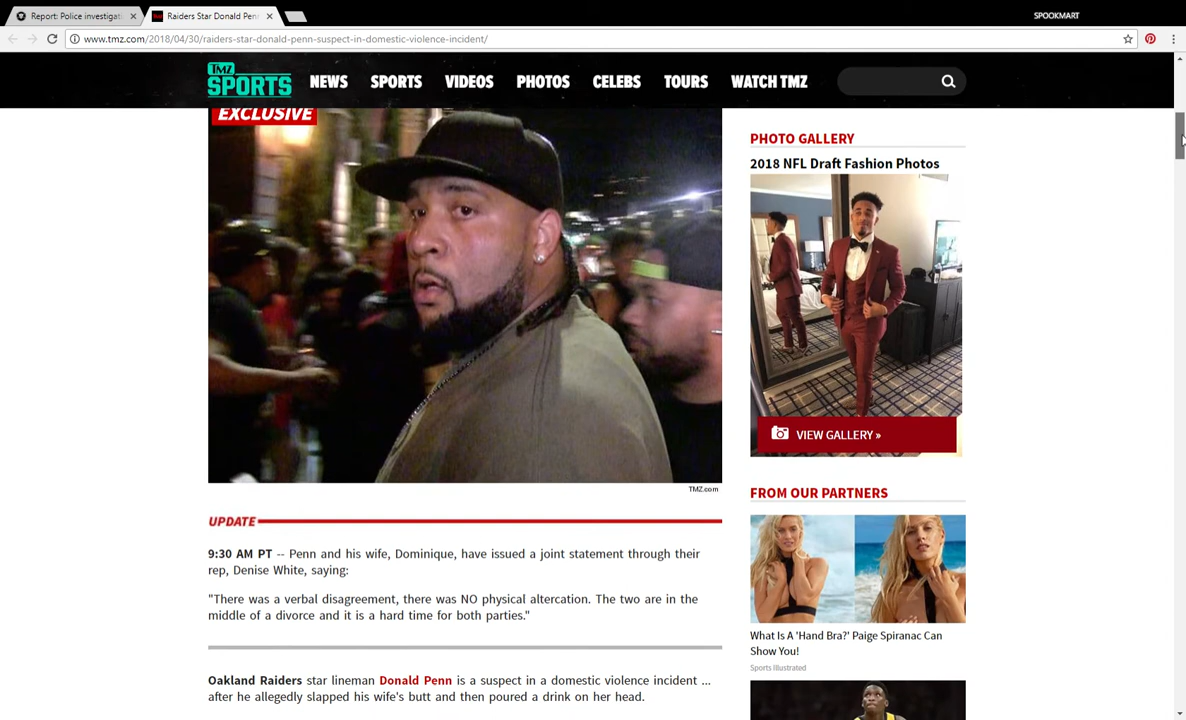 Report: Police investigati
Raiders Star Donald Penn
SPOOKMART
www.tmz.com/2018/04/30/raiders-star-donald-penn-suspect-in-domestic-violence-incident/
TMZ
SPORTS
NEWS SPORTS VIDEOS PHOTOS CELEBS TOURS WATCH TMZ
EXCLUSIVE
TMZ.com
UPDATE
9:30 AM PT -- Penn and his wife, Dominique, have issued a joint statement through their
rep, Denise White, saying:
"There was a verbal disagreement, there was NO physical altercation. The two are in the
middle of a divorce and it is a hard time for both parties."
Oakland Raiders star lineman Donald Penn is a suspect in a domestic violence incident ...
after he allegedly slapped his wife's butt and then poured a drink on her head.
PHOTO GALLERY
2018 NFL Draft Fashion Photos
VIEW GALLERY »
FROM OUR PARTNERS
What Is A 'Hand Bra?' Paige Spiranac Can
Show You!
Sports Illustrated